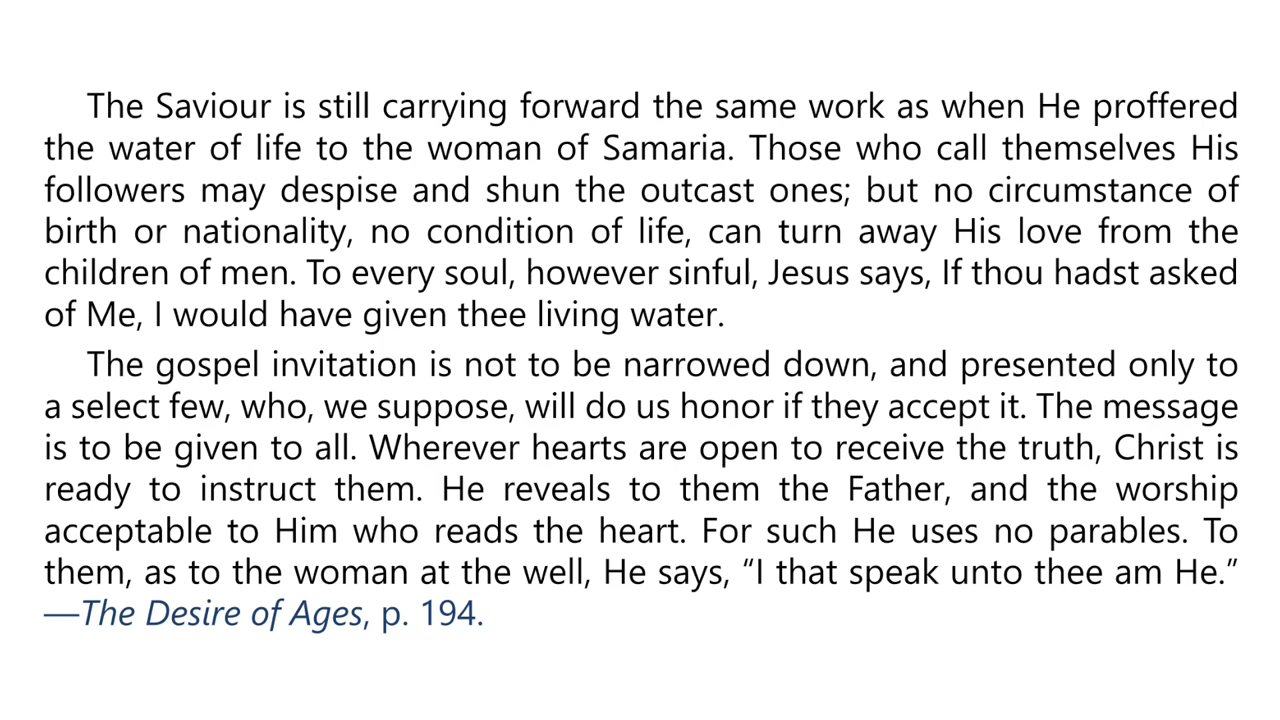 The Saviour is still carrying forward the same work as when He proffered
the water of life to the woman of Samaria. Those who call themselves His
followers may despise and shun the outcast ones; but no circumstance of
birth or nationality, no condition of life, can turn away His love from the
children of men. To every soul, however sinful, Jesus says, If thou hadst asked
of Me, I would have given thee living water.
The gospel invitation is not to be narrowed down, and presented only to
a select few, who, we suppose, will do us honor if they accept it. The message
is to be given to all. Wherever hearts are open to receive the truth, Christ is
ready to instruct them. He reveals to them the Father, and the worship
acceptable to Him who reads the heart. For such He uses no parables. To
them, as to the woman at the well, He says, “I that speak unto thee am He.”
—The Desire of Ages, p. 194.